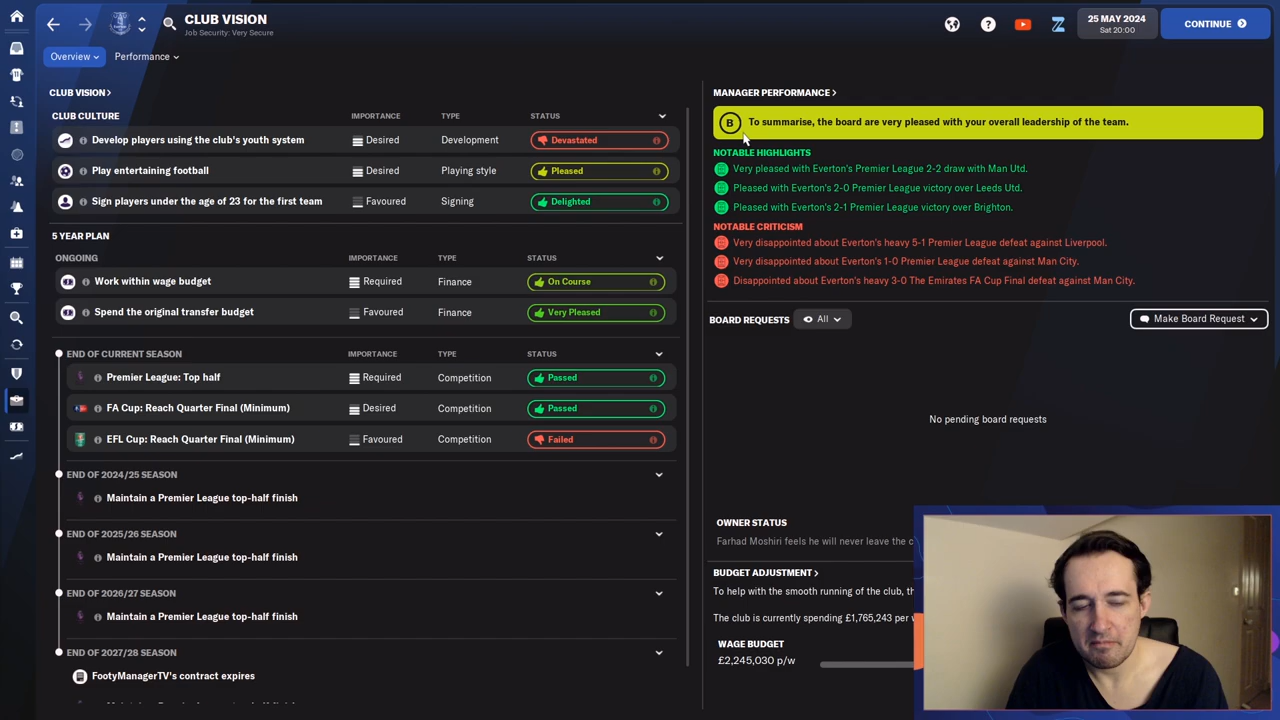 CLUB VISION
Job Security: Very Secure
25 MAY 2024
Sat 20:00
CONTINUE
Overview
Performance
CLUB VISION
CLUB CULTURE IMPORTANCE TYPE STATUS
Develop players using the club's youth system Desired Development Devastated
Play entertaining football Desired Playing style Pleased
Sign players under the age of 23 for the first team Favoured Signing Delighted
5 YEAR PLAN
ONGOING IMPORTANCE TYPE STATUS
Work within wage budget Required Finance On Course
Spend the original transfer budget Favoured Finance Very Pleased
END OF CURRENT SEASON IMPORTANCE TYPE STATUS
Premier League: Top half Required Competition Passed
FA Cup: Reach Quarter Final (Minimum) Desired Competition Passed
EFL Cup: Reach Quarter Final (Minimum) Favoured Competition Failed
END OF 2024/25 SEASON
Maintain a Premier League top-half finish
END OF 2025/26 SEASON
Maintain a Premier League top-half finish
END OF 2026/27 SEASON
Maintain a Premier League top-half finish
END OF 2027/28 SEASON
FootyManagerTV's contract expires
MANAGER PERFORMANCE
B To summarise, the board are very pleased with your overall leadership of the team.
NOTABLE HIGHLIGHTS
Very pleased with Everton's Premier League 2-2 draw with Man Utd.
Pleased with Everton's 2-0 Premier League victory over Leeds Utd.
Pleased with Everton's 2-1 Premier League victory over Brighton.
NOTABLE CRITICISM
Very disappointed about Everton's heavy 5-1 Premier League defeat against Liverpool.
Very disappointed about Everton's 1-0 Premier League defeat against Man City.
Disappointed about Everton's heavy 3-0 The Emirates FA Cup Final defeat against Man City.
BOARD REQUESTS All Make Board Request
No pending board requests
OWNER STATUS
Farhad Moshiri feels he will never leave the c
BUDGET ADJUSTMENT
To help with the smooth running of the club, th
The club is currently spending £1,765,243 per
WAGE BUDGET
£2,245,030 p/w